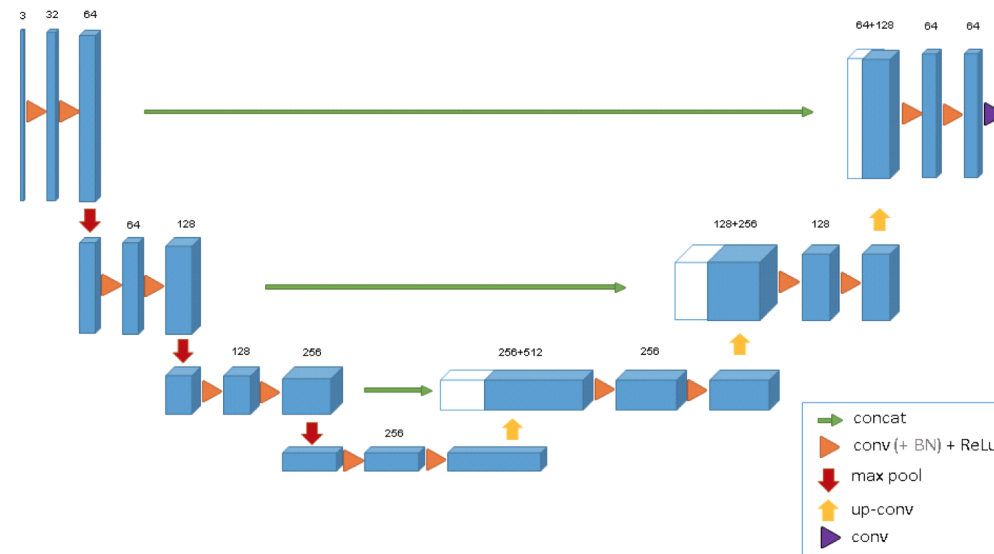 3 32 64
64+128 64 64
64 128
128+256 128
128 256
256+512 256
256
concat
conv (+ BN) + ReLu
max pool
up-conv
conv